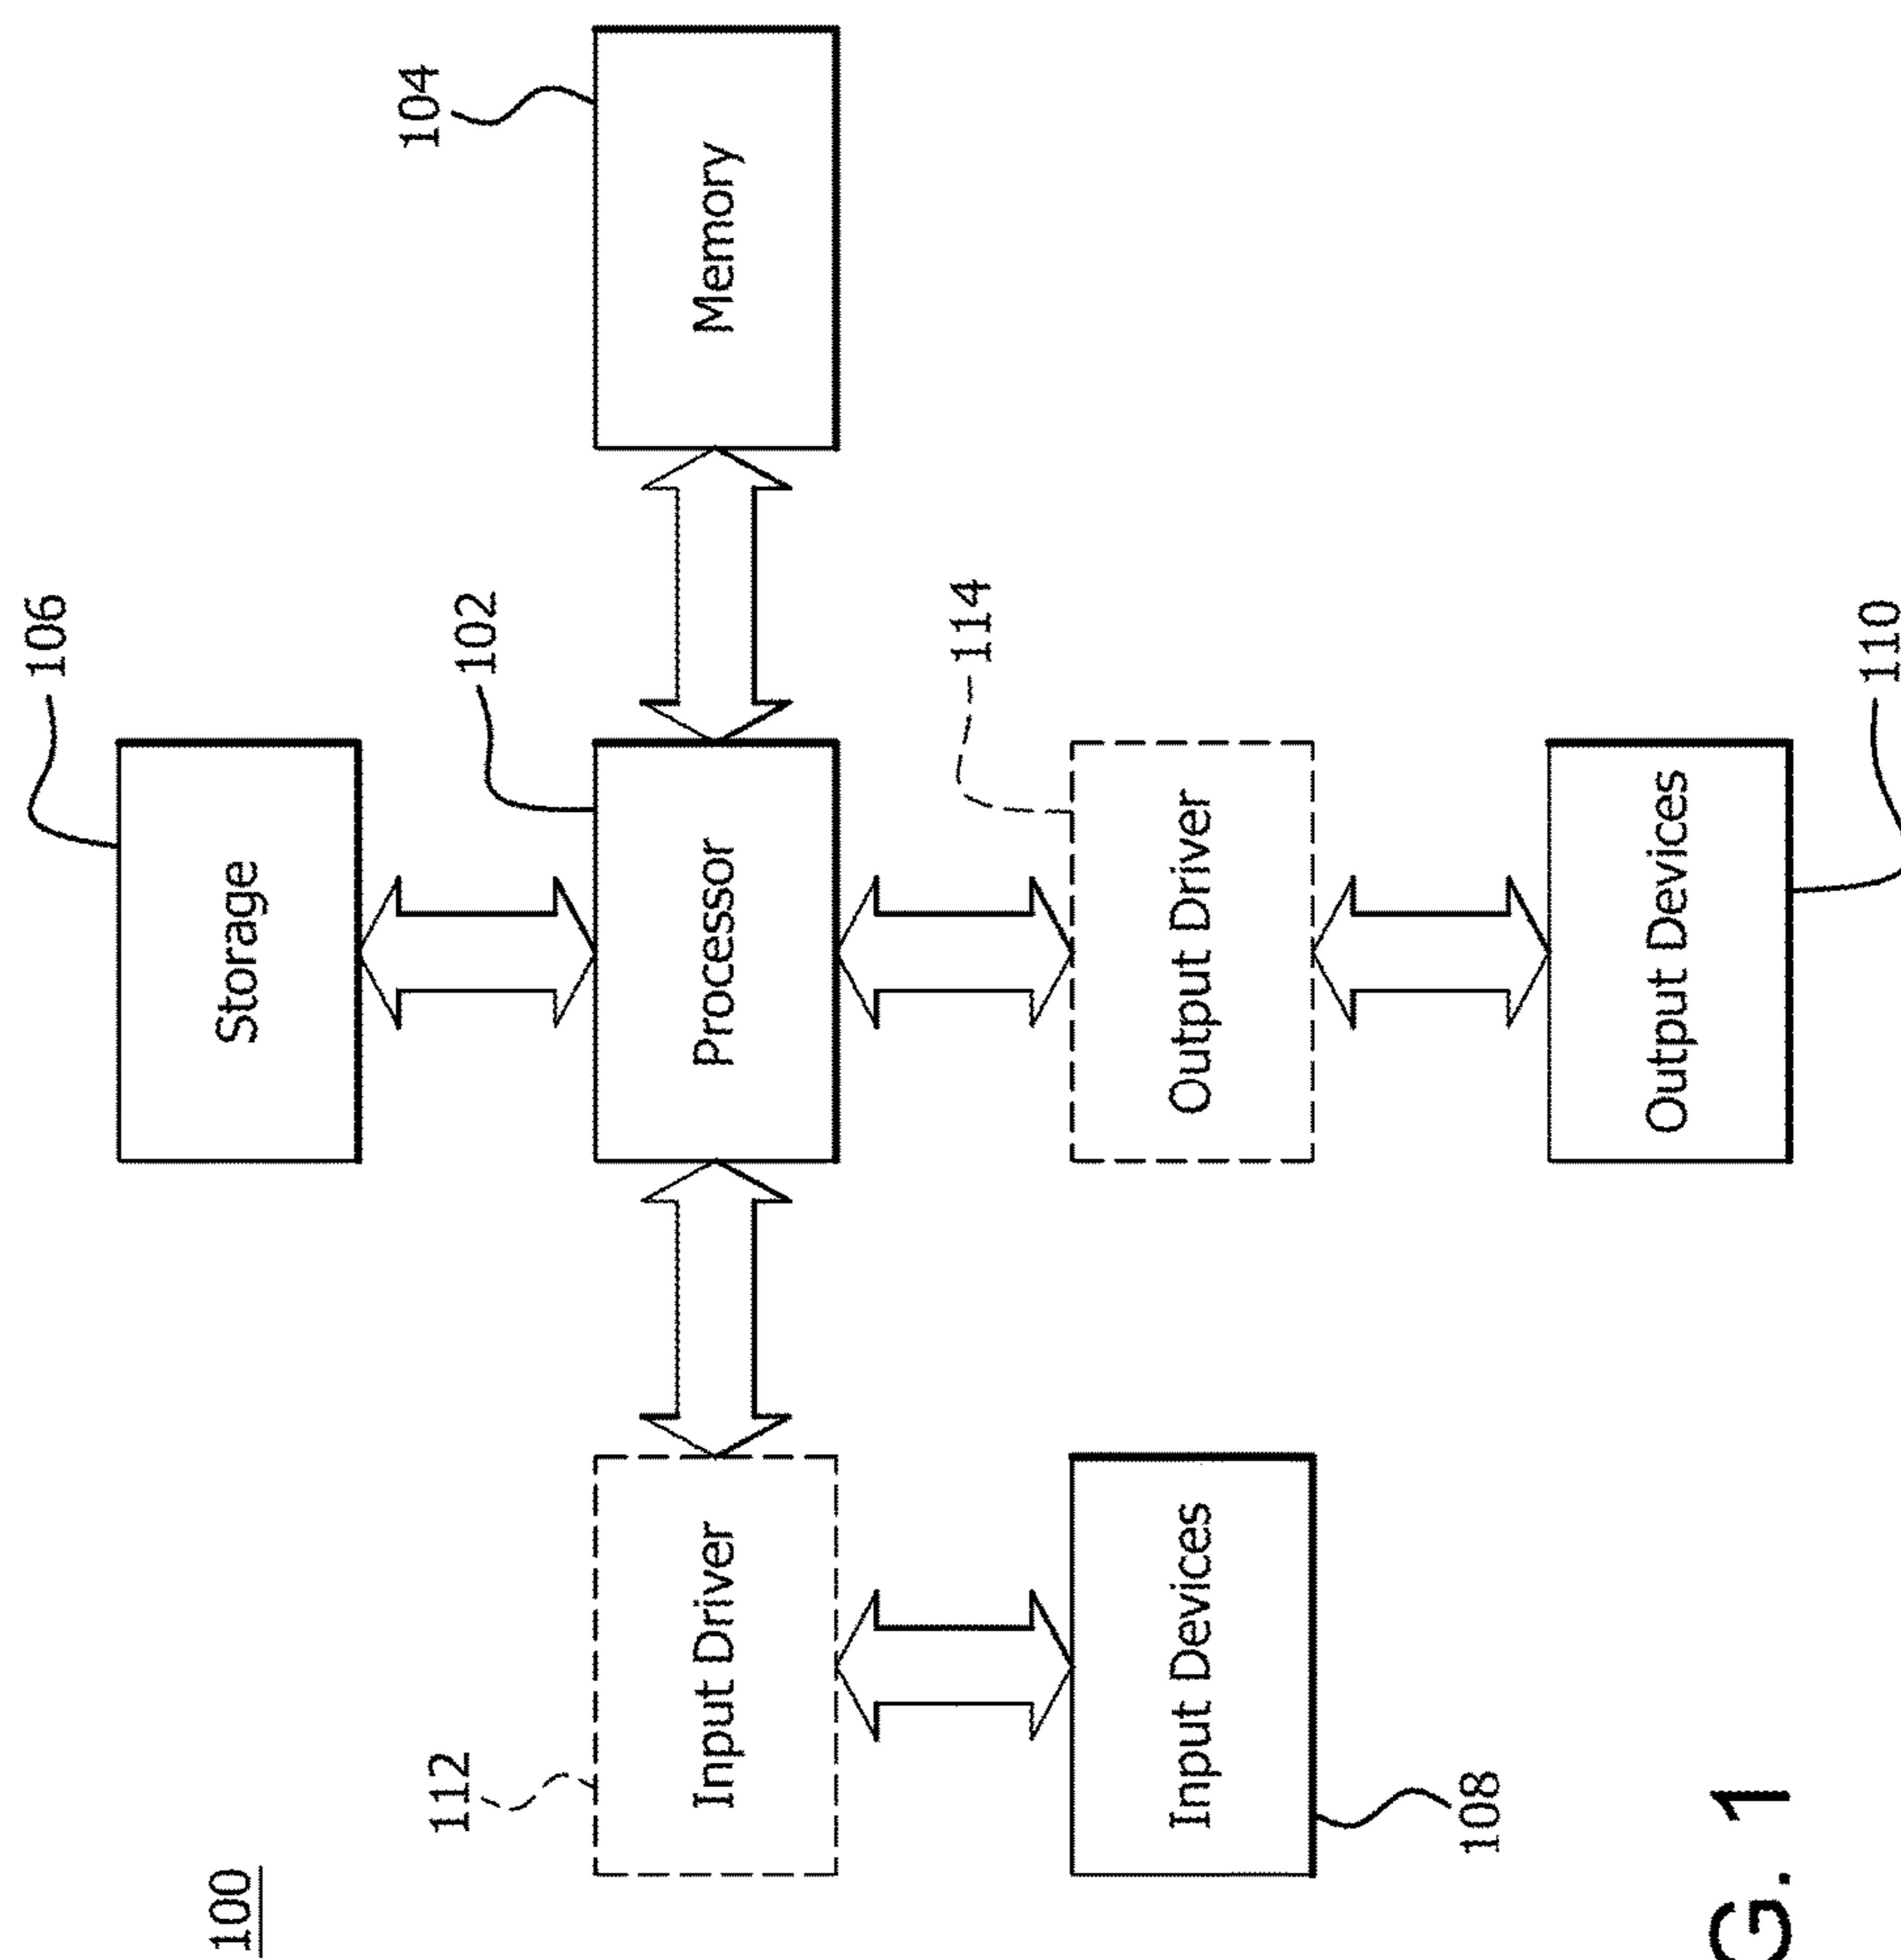 100
106
Storage
112
102
104
Input Driver
Processor
Memory
114
108
Input Devices
Output Driver
Output Devices
110
G. 1